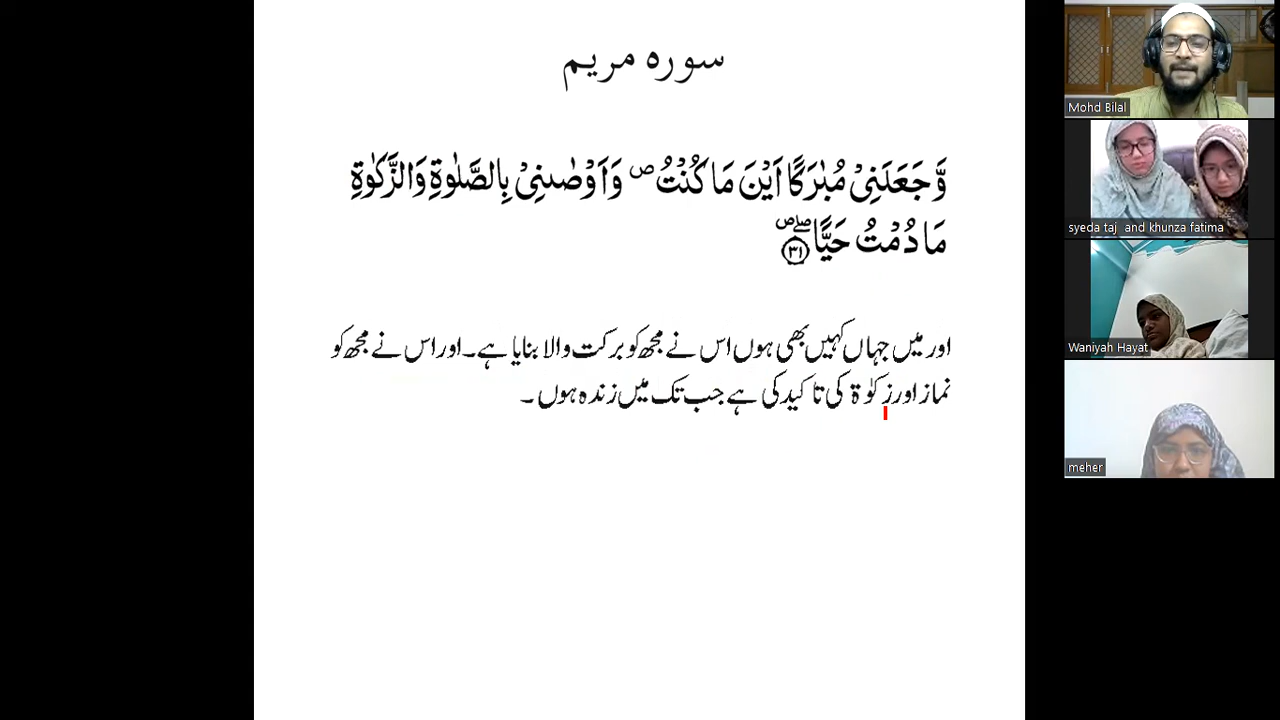 سورہ مریم
وَّجَعَلَنِیْ مُبٰرَکًا اَیْنَ مَا کُنْتُ ۪ وَاَوْصٰنِیْ بِالصَّلٰوۃِ وَالزَّکٰوۃِ
مَا دُمْتُ حَیًّا ﴿۳۱﴾
اور میں جہاں کہیں بھی ہوں اس نے مجھ کو برکت والا بنایا ہے۔ اور اس نے مجھ کو
نماز اور زکوٰۃ کی تاکید کی ہے جب تک میں زندہ ہوں ۔
Mohd Bilal
syeda taj and khunza fatima
Waniyah Hayat
meher